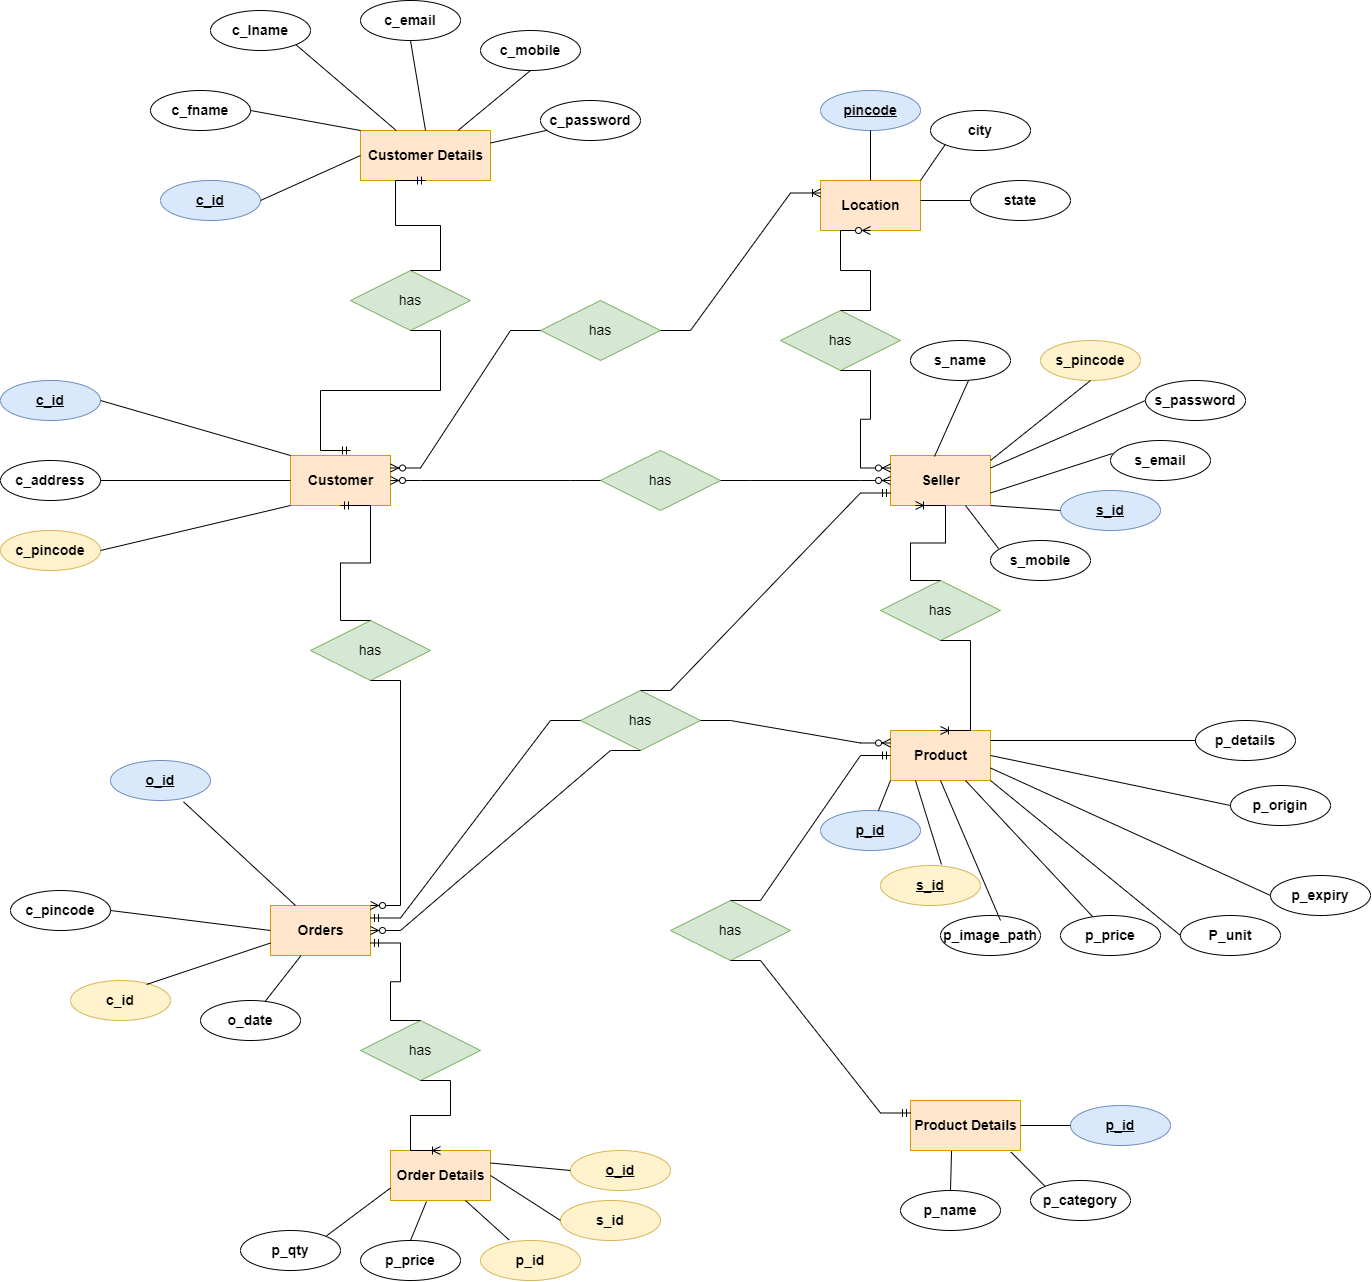 c_email
c_lname
c_mobile
c_fname
c_password
Customer Details
c_id
pincode
city
state
Location
has
has
has
s_name
s_pincode
s_password
s_email
s_id
s_mobile
Seller
c_id
c_address
c_pincode
Customer
has
has
has
has
Product
p_details
p_origin
p_expiry
P_unit
p_price
p_image_path
s_id
p_id
o_id
c_pincode
c_id
o_date
Orders
has
has
Product Details
p_id
p_category
p_name
Order Details
o_id
s_id
p_id
p_price
p_qty